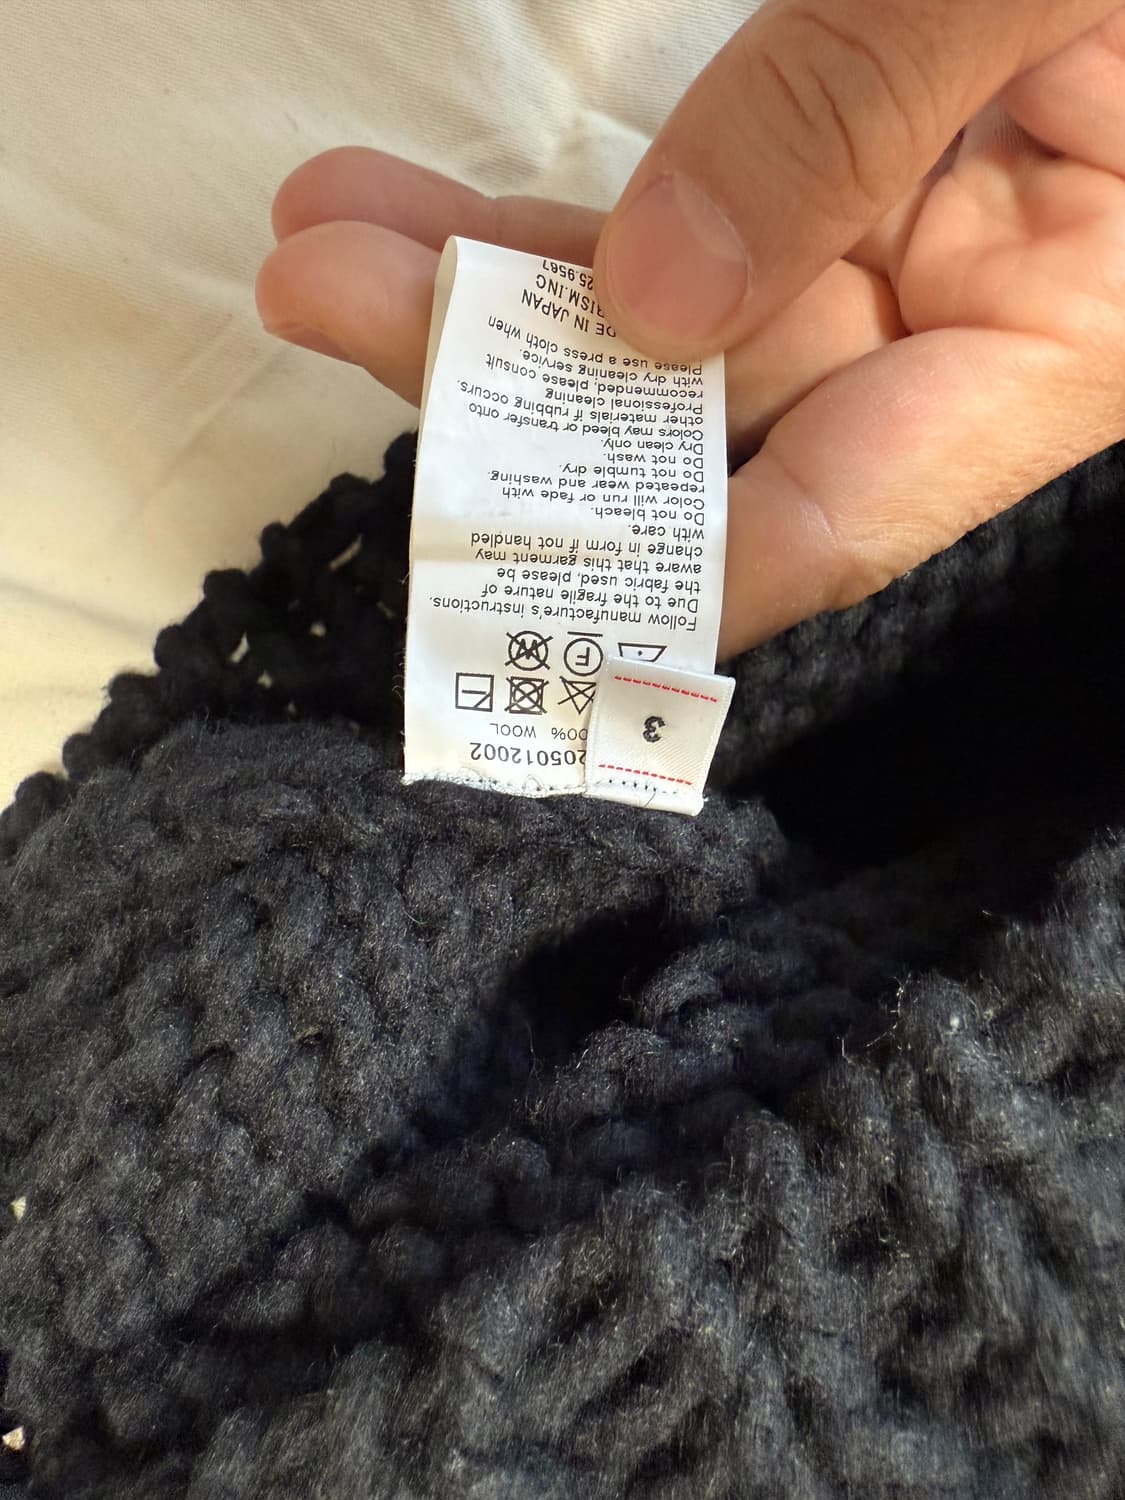 205012002
00% WOOL
W
F
Follow manufacture's instructions.
Due to the fragile nature of
the fabric used, please be
aware that this garment may
change in form if not handled
with care.
Do not bleach.
Color will run or fade with
repeated wear and washing.
Do not tumble dry.
Do not wash.
Dry clean only.
Colors may bleed or transfer onto
other materials if rubbing occurs.
Professional cleaning
recommended, please consult
with dry cleaning service.
Please use a press cloth when
DE IN JAPAN
RISM.INC
25.9567
3